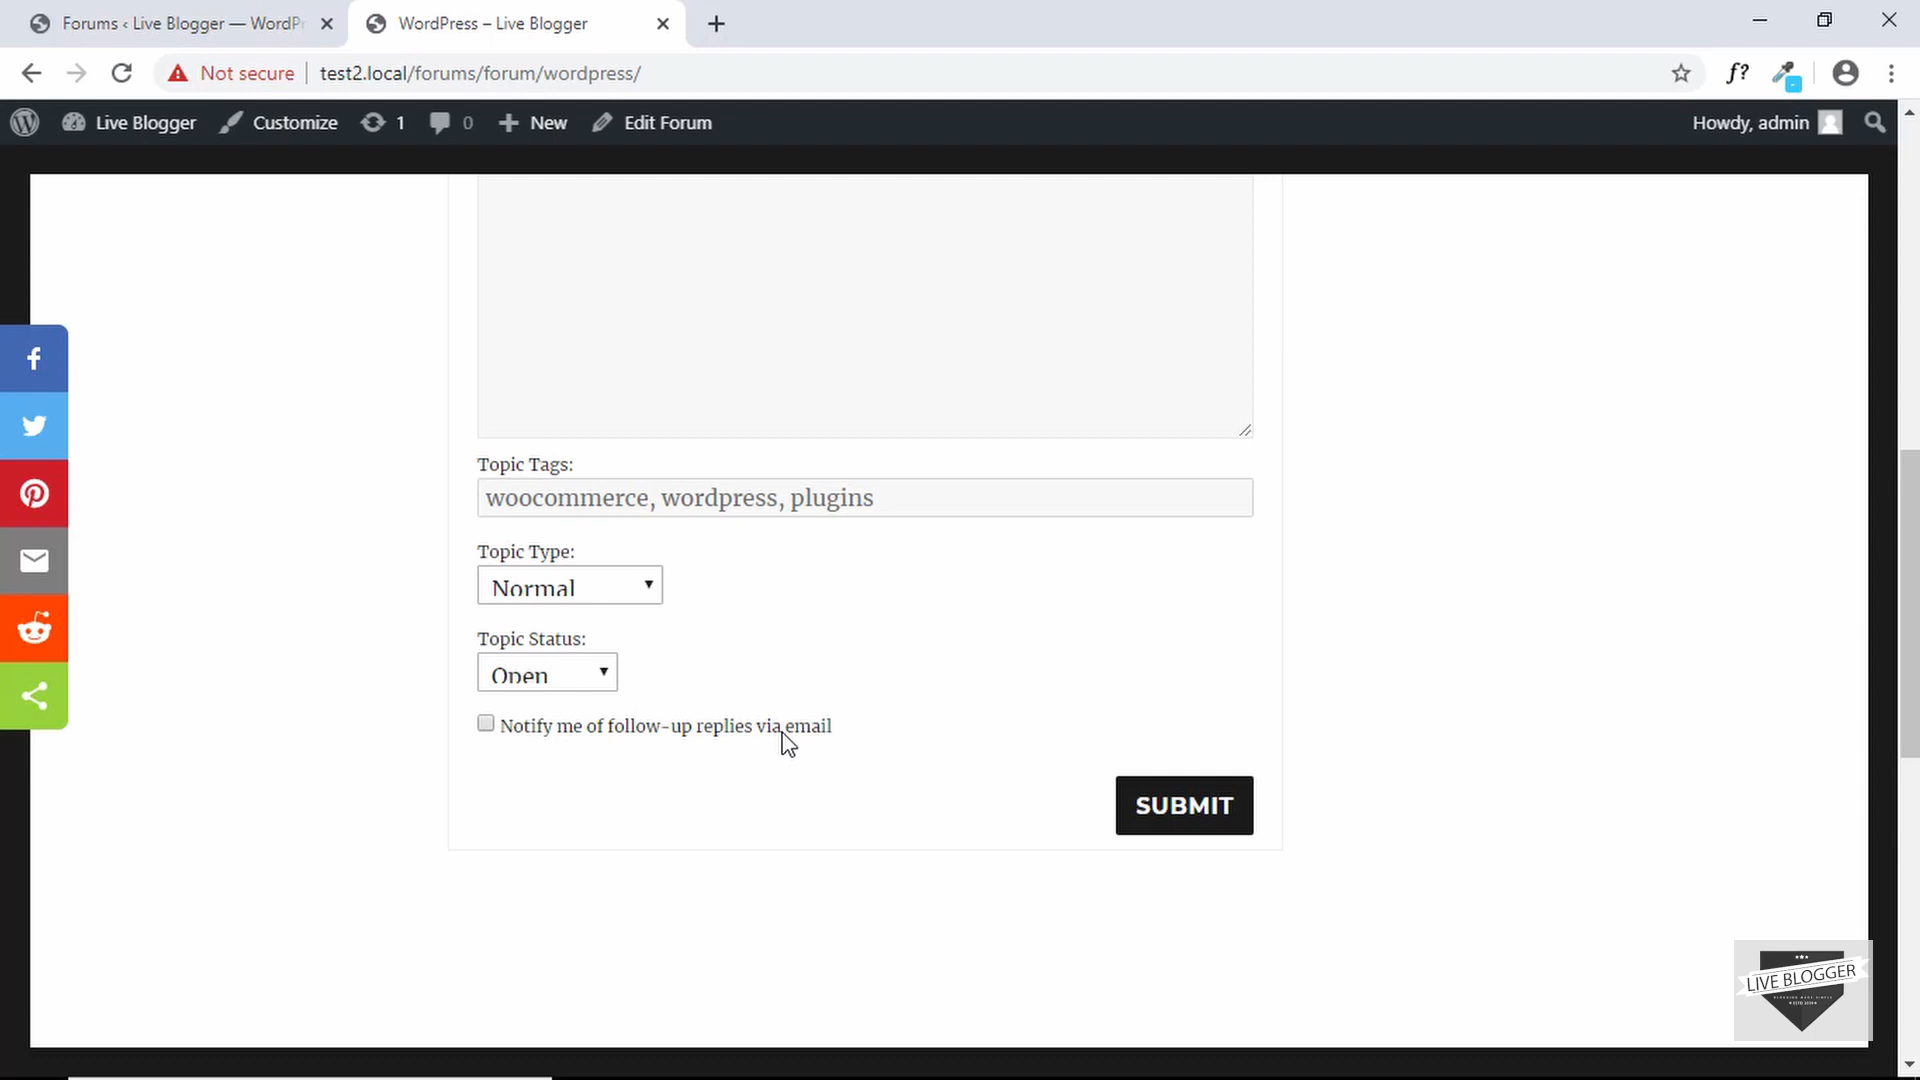 Forums ‹ Live Blogger — WordPr
WordPress – Live Blogger
Not secure
test2.local/forums/forum/wordpress/
f?
Live Blogger
Customize
1
0
New
Edit Forum
Howdy, admin
Topic Tags:
woocommerce, wordpress, plugins
Topic Type:
Normal
Topic Status:
Open
Notify me of follow-up replies via email
SUBMIT
LIVE BLOGGER